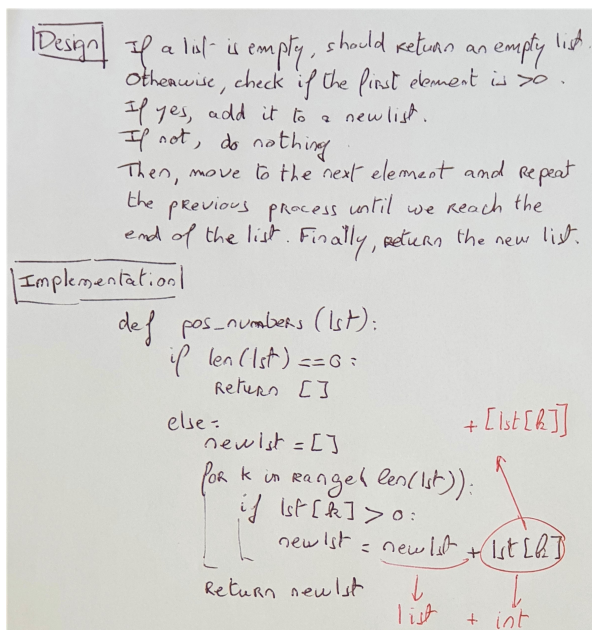 Design If a list is empty, should return an empty list.
Otherwise, check if the first element is >0.
If yes, add it to a newlist.
If not, do nothing
Then, move to the next element and repeat
the previous process until we reach the
end of the list. Finally, return the new list.
Implementation
def pos_numbers (lst):
if len(lst) == 0 :
return []
else:
+ [lst[k]]
newlst = []
for k in range( len(lst)):
if lst[k] > 0:
newlst = newlst + lst[k]
return newlst
list + int